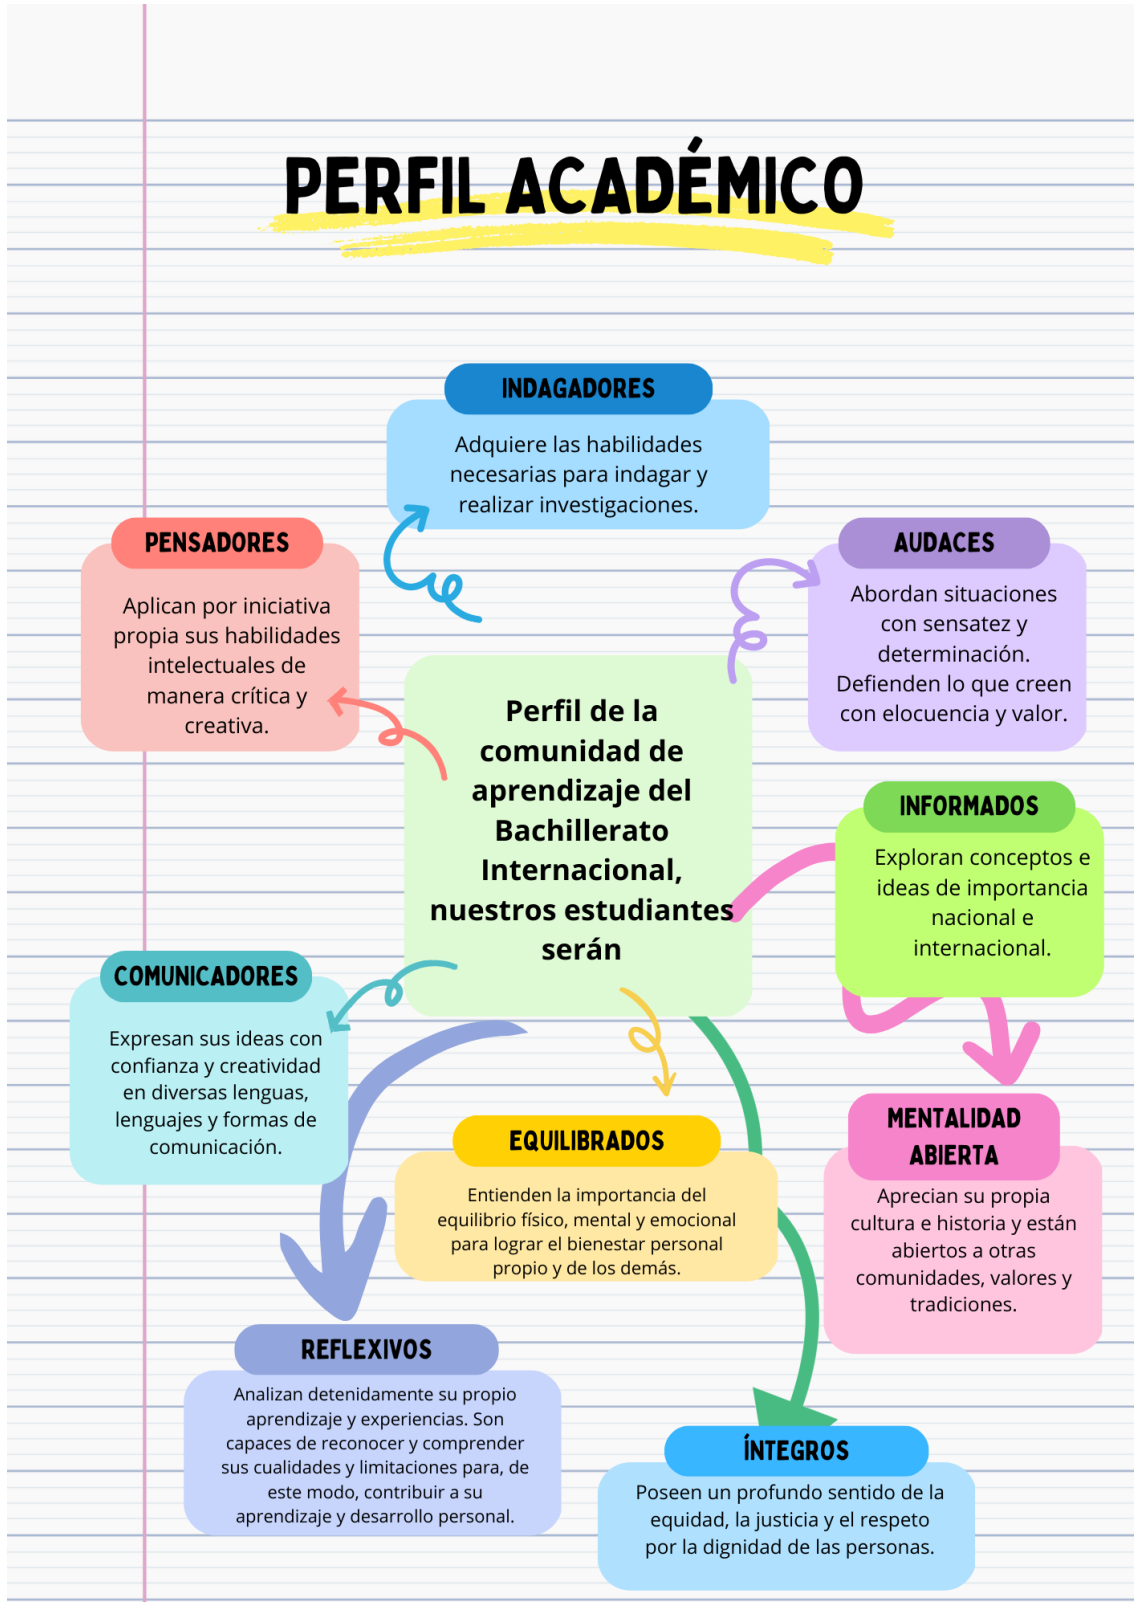 PERFIL ACADÉMICO
INDAGADORES
Adquiere las habilidades
necesarias para indagar y
realizar investigaciones.
PENSADORES
Aplican por iniciativa
propia sus habilidades
intelectuales de
manera crítica y
creativa.
AUDACES
Abordan situaciones
con sensatez y
determinación.
Defienden lo que creen
con elocuencia y valor.
Perfil de la
comunidad de
aprendizaje del
Bachillerato
Internacional,
nuestros estudiantes
serán
INFORMADOS
Exploran conceptos e
ideas de importancia
nacional e
internacional.
COMUNICADORES
Expresan sus ideas con
confianza y creatividad
en diversas lenguas,
lenguajes y formas de
comunicación.
EQUILIBRADOS
Entienden la importancia del
equilibrio físico, mental y emocional
para lograr el bienestar personal
propio y de los demás.
MENTALIDAD
ABIERTA
Aprecian su propia
cultura e historia y están
abiertos a otras
comunidades, valores y
tradiciones.
REFLEXIVOS
Analizan detenidamente su propio
aprendizaje y experiencias. Son
capaces de reconocer y comprender
sus cualidades y limitaciones para, de
este modo, contribuir a su
aprendizaje y desarrollo personal.
ÍNTEGROS
Poseen un profundo sentido de la
equidad, la justicia y el respeto
por la dignidad de las personas.